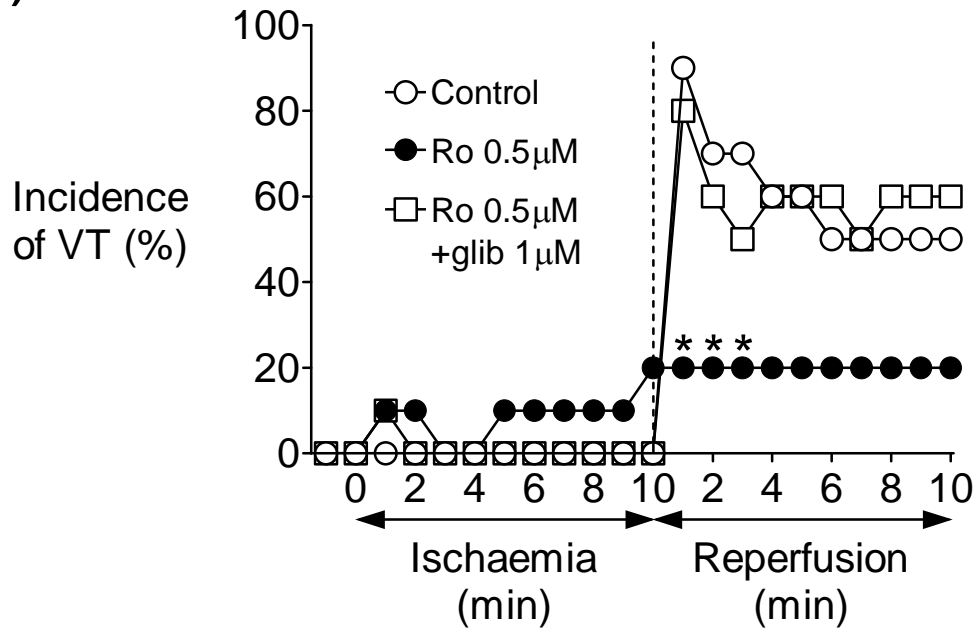 )
100
80
60
40
20
0
Incidence
of VT (%)
Control
Ro 0.5μM
Ro 0.5μM
+glib 1μM
* * *
0 2 4 6 8 10 2 4 6 8 10
Ischaemia
(min)
Reperfusion
(min)